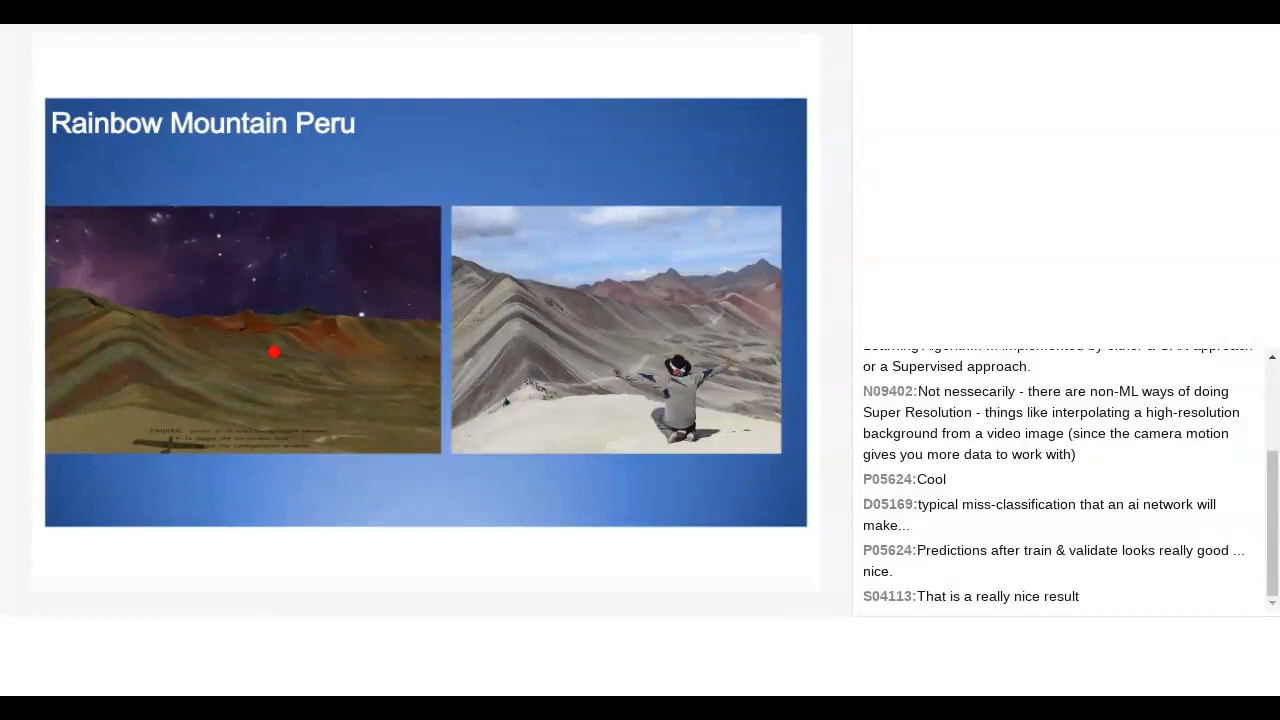 Rainbow Mountain Peru
or a Supervised approach.
N09402:Not nessecarily - there are non-ML ways of doing
Super Resolution - things like interpolating a high-resolution
background from a video image (since the camera motion
gives you more data to work with)
P05624:Cool
D05169:typical miss-classification that an ai network will
make...
P05624:Predictions after train & validate looks really good ...
nice.
S04113:That is a really nice result